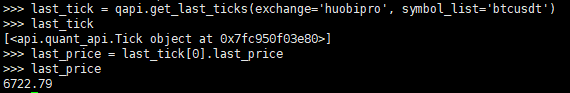 >>> last_tick = qapi.get_last_ticks(exchange='huobipro', symbol_list='btcusdt')
>>> last_tick
[<api.quant_api.Tick object at 0x7fc950f03e80>]
>>> last_price = last_tick[0].last_price
>>> last_price
6722.79